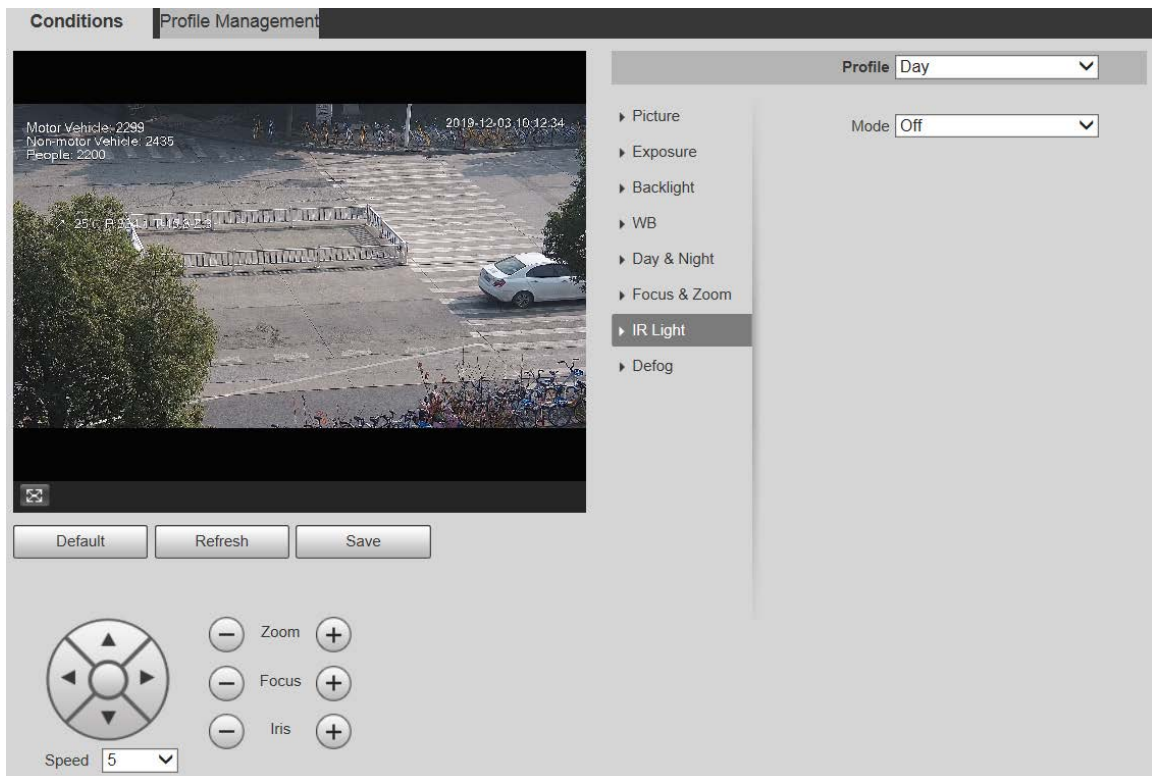 Conditions
Profile Management
Motor Vehicle: 2299
Non-motor Vehicle: 2435
People: 2200
2019-12-03 10:12:34
Profile Day
Mode Off
Picture
Exposure
Backlight
WB
Day & Night
Focus & Zoom
IR Light
Defog
Default
Refresh
Save
Zoom
Focus
Iris
Speed 5